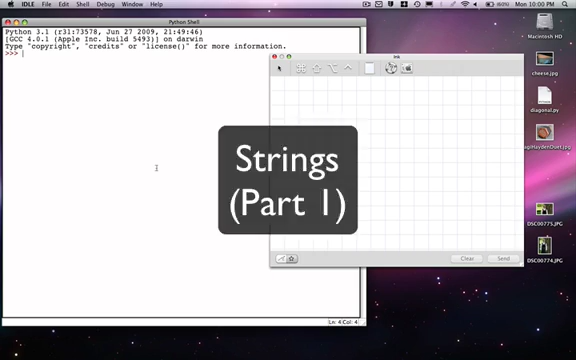 IDLE File Edit Shell Debug Window Help
Mon 10:00 PM
Python Shell
Python 3.1 (r31:73578, Jun 27 2009, 21:49:46)
[GCC 4.0.1 (Apple Inc. build 5493)] on darwin
Type "copyright", "credits" or "license()" for more information.
>>>
Ink
Strings
(Part 1)
Clear Send
Ln: 4 Col: 4
Macintosh HD
cheese.jpg
diagonal.py
DSC00775.JPG
DSC00774.JPG